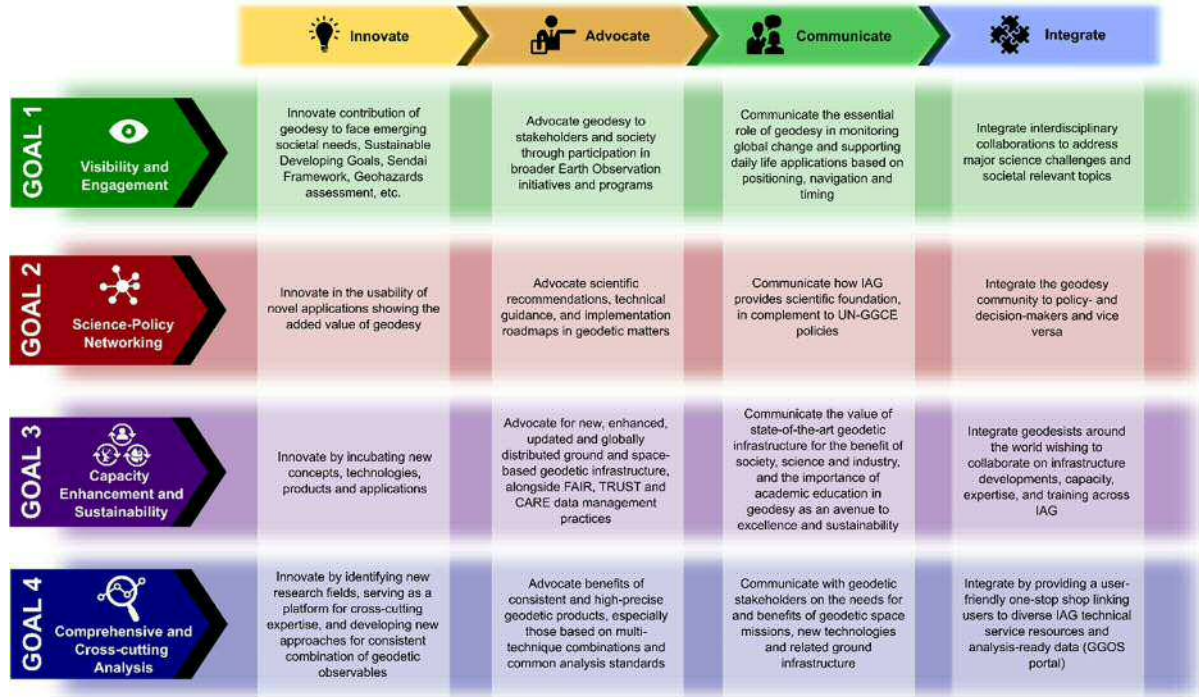 Innovate
Advocate
Communicate
Integrate
GOAL 1
Visibility and
Engagement
Innovate contribution of
geodesy to face emerging
societal needs, Sustainable
Developing Goals, Sendai
Framework, Geohazards
assessment, etc.
Advocate geodesy to
stakeholders and society
through participation in
broader Earth Observation
initiatives and programs
Communicate the essential
role of geodesy in monitoring
global change and supporting
daily life applications based on
positioning, navigation and
timing
Integrate interdisciplinary
collaborations to address
major science challenges and
societal relevant topics
GOAL 2
Science-Policy
Networking
Innovate in the usability of
novel applications showing the
added value of geodesy
Advocate scientific
recommendations, technical
guidance, and implementation
roadmaps in geodetic matters
Communicate how IAG
provides scientific foundation,
in complement to UN-GGCE
policies
Integrate the geodesy
community to policy- and
decision-makers and vice
versa
GOAL 3
Capacity
Enhancement and
Sustainability
Innovate by incubating new
concepts, technologies,
products and applications
Advocate for new, enhanced,
updated and globally
distributed ground and space-
based geodetic infrastructure,
alongside FAIR, TRUST and
CARE data management
practices
Communicate the value of
state-of-the-art geodetic
infrastructure for the benefit of
society, science and industry,
and the importance of
academic education in
geodesy as an avenue to
excellence and sustainability
Integrate geodesists around
the world wishing to
collaborate on infrastructure
developments, capacity,
expertise, and training across
IAG
GOAL 4
Comprehensive and
Cross-cutting
Analysis
Innovate by identifying new
research fields, serving as a
platform for cross-cutting
expertise, and developing new
approaches for consistent
combination of geodetic
observables
Advocate benefits of
consistent and high-precise
geodetic products, especially
those based on multi-
technique combinations and
common analysis standards
Communicate with geodetic
stakeholders on the needs for
and benefits of geodetic space
missions, new technologies
and related ground
infrastructure
Integrate by providing a user-
friendly one-stop shop linking
users to diverse IAG technical
service resources and
analysis-ready data (GGOS
portal)